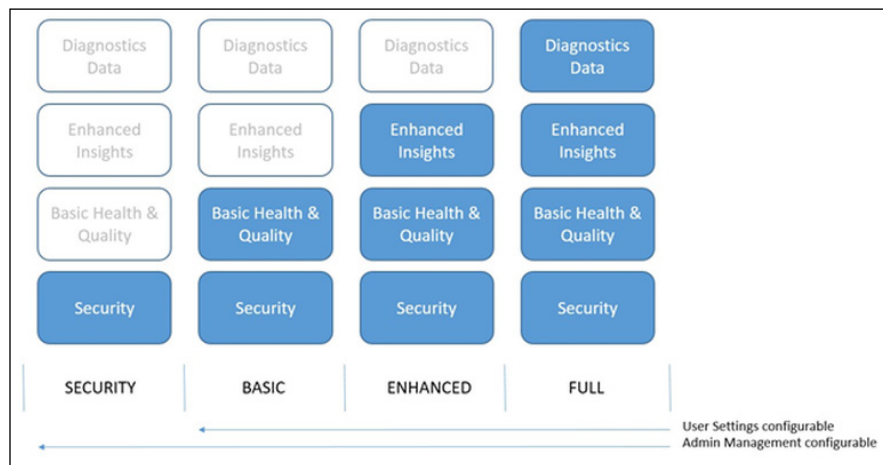 Diagnostics
Data
Diagnostics
Data
Diagnostics
Data
Diagnostics
Data
Enhanced
Insights
Enhanced
Insights
Enhanced
Insights
Enhanced
Insights
Basic Health &
Quality
Basic Health &
Quality
Basic Health &
Quality
Basic Health &
Quality
Security
Security
Security
Security
SECURITY
BASIC
ENHANCED
FULL
User Settings configurable
Admin Management configurable